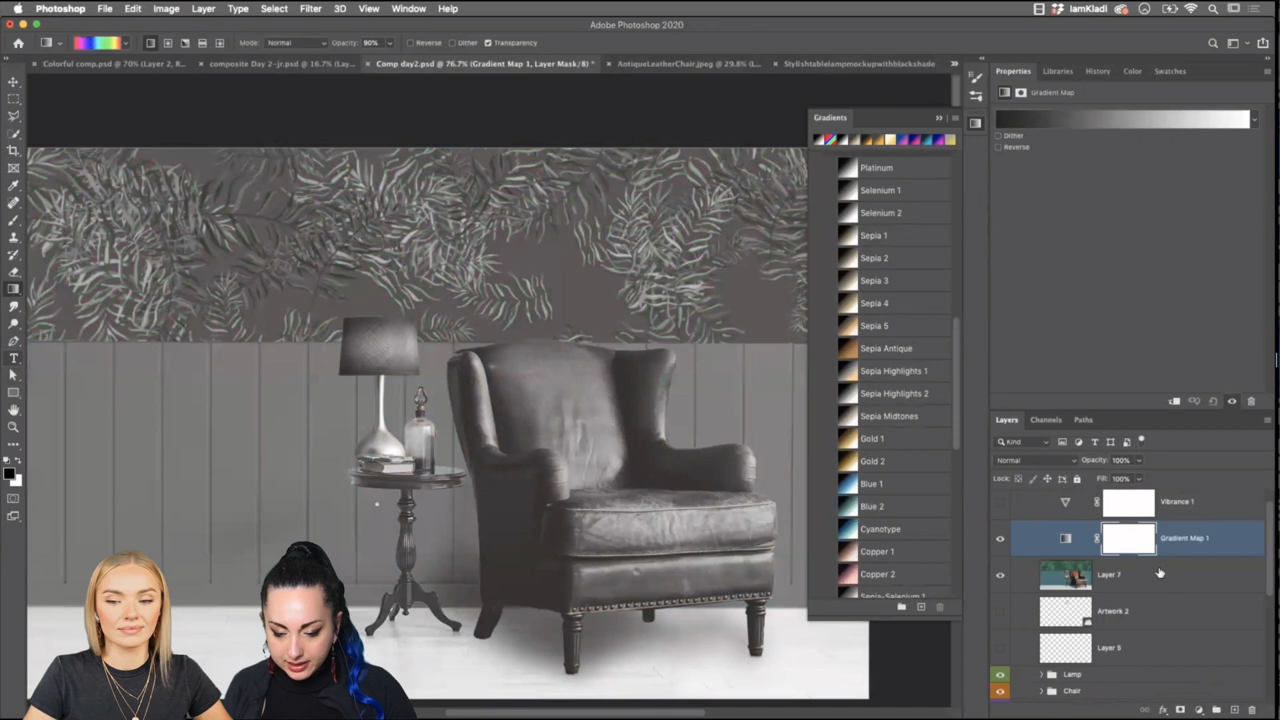 Photoshop File Edit Image Layer Type Select Filter 3D View Window Help IamKladi
Adobe Photoshop 2020
Mode: Normal Opacity: 90% Reverse Dither Transparency
Colorful comp.psd @ 70% (Layer 2, R... composite Day 2-jr.psd @ 16.7% (Lay... Comp day2.psd @ 76.7% (Gradient Map 1, Layer Mask/8) * AntiqueLeatherChair.jpeg @ 29.8% (L... Stylishtablelampmockupwithblackshade
Properties Libraries History Color Swatches
Gradient Map
Dither
Reverse
Gradients
Platinum
Selenium 1
Selenium 2
Sepia 1
Sepia 2
Sepia 3
Sepia 4
Sepia 5
Sepia Antique
Sepia Highlights 1
Sepia Highlights 2
Sepia Midtones
Gold 1
Gold 2
Blue 1
Blue 2
Cyanotype
Copper 1
Copper 2
Sepia-Selenium 1
Layers Channels Paths
Kind
Normal Opacity: 100%
Lock: Fill: 100%
Vibrance 1
Gradient Map 1
Layer 7
Artwork 2
Layer 5
Lamp
Chair